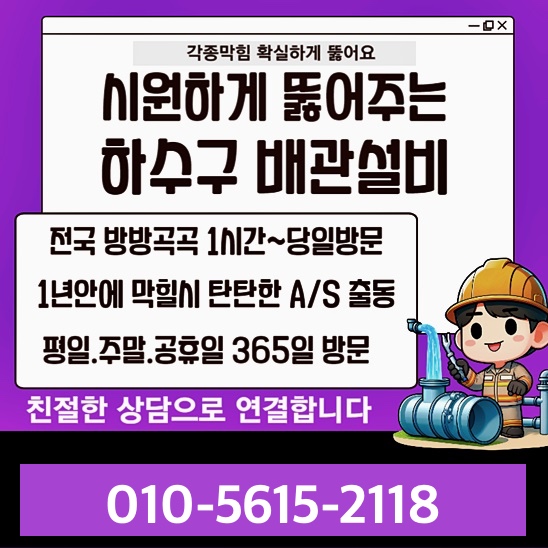 각종막힘 확실하게 뚫어요
시원하게 뚫어주는
하수구 배관설비
전국 방방곡곡 1시간~당일방문
1년안에 막힐시 탄탄한 A/S 출동
평일.주말.공휴일 365일 방문
친절한 상담으로 연결합니다
010-5615-2118